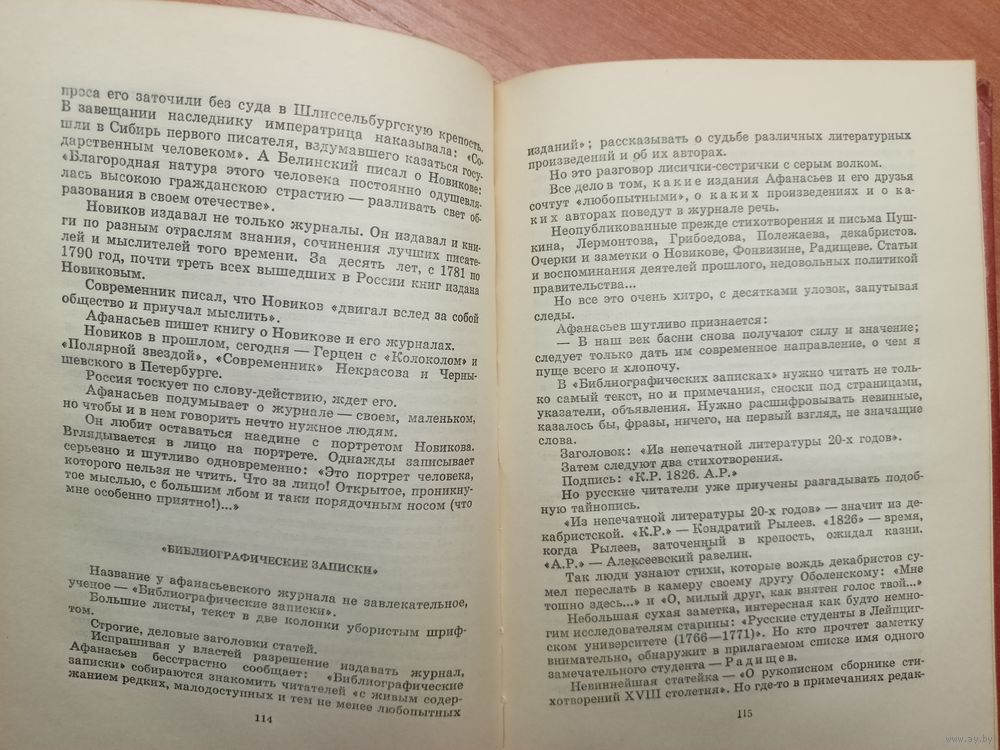 проса его заточили без суда в Шлиссельбургскую крепость.
В завещании наследнику императрица наказывала: «Со-
шли в Сибирь первого писателя, вздумавшего казаться госу-
дарственным человеком». А Белинский писал о Новикове:
«Благородная натура этого человека постоянно одушевля-
лась высокою гражданскою страстию — разливать свет об-
разования в своем отечестве».
Новиков издавал не только журналы. Он издавал и кни-
ги по разным отраслям знания, сочинения лучших писате-
лей и мыслителей того времени. За десять лет, с 1781 по
1790 год, почти треть всех вышедших в России книг издана
Новиковым.
Современник писал, что Новиков «двигал вслед за собой
общество и приучал мыслить».
Афанасьев пишет книгу о Новикове и его журналах.
Новиков в прошлом, сегодня — Герцен с «Колоколом» и
«Полярной звездой», «Современник» Некрасова и Черны-
шевского в Петербурге.
Россия тоскует по слову-действию, ждет его.
Афанасьев подумывает о журнале — своем, маленьком,
но чтобы и в нем говорить нечто нужное людям.
Он любит оставаться наедине с портретом Новикова.
Вглядывается в лицо на портрете. Однажды записывает
серьезно и шутливо одновременно: «Это портрет человека,
которого нельзя не чтить. Что за лицо! Открытое, проникну-
тое мыслью, с большим лбом и таки порядочным носом (что
мне особенно приятно!)...»
«БИБЛИОГРАФИЧЕСКИЕ ЗАПИСКИ»
Название у афанасьевского журнала не завлекательное,
ученое — «Библиографические записки».
Большие листы, текст в две колонки убористым шриф-
том.
Строгие, деловые заголовки статей.
Испрашивая у властей разрешение издавать журнал,
Афанасьев бесстрастно сообщает: «Библиографические
записки» собираются знакомить читателей «с живым содер-
жанием редких, малодоступных и тем не менее любопытных
114
изданий»; рассказывать о судьбе различных литературных
произведений и об их авторах.
Но это разговор лисички-сестрички с серым волком.
Все дело в том, какие издания Афанасьев и его друзья
сочтут «любопытными», о каких произведениях и о ка-
ких авторах поведут в журнале речь.
Неопубликованные прежде стихотворения и письма Пуш-
кина, Лермонтова, Грибоедова, Полежаева, декабристов.
Очерки и заметки о Новикове, Фонвизине, Радищеве. Статьи
и воспоминания деятелей прошлого, недовольных политикой
правительства...
Но все это очень хитро, с десятками уловок, запутывая
следы.
Афанасьев шутливо признается:
— В наш век басни снова получают силу и значение;
следует только дать им современное направление, о чем я
пуще всего и хлопочу.
В «Библиографических записках» нужно читать не толь-
ко самый текст, но и примечания, сноски под страницами,
указатели, объявления. Нужно расшифровывать невинные,
казалось бы, фразы, ничего, на первый взгляд, не значащие
слова.
Заголовок: «Из непечатной литературы 20-х годов».
Затем следуют два стихотворения.
Подпись: «К.Р. 1826. А.Р.»
Но русские читатели уже приучены разгадывать подоб-
ную тайнопись.
«Из непечатной литературы 20-х годов» — значит из де-
кабристской. «К.Р.» — Кондратий Рылеев. «1826» — время,
когда Рылеев, заточенный в крепость, ожидал казни.
«А.Р.» — Алексеевский равелин.
Так люди узнают стихи, которые вождь декабристов су-
мел переслать в камеру своему другу Оболенскому: «Мне
тошно здесь...» и «О, милый друг, как внятен голос твой...»
Небольшая сухая заметка, интересная как будто немно-
гим исследователям старины: «Русские студенты в Лейпциг-
ском университете (1766—1771)». Но кто прочтет заметку
внимательно, обнаружит в прилагаемом списке имя одного
замечательного студента — Радищев.
Невиннейшая статейка — «О рукописном сборнике сти-
хотворений XVIII столетия». Но где-то в примечаниях редак-
115
www.ay.by